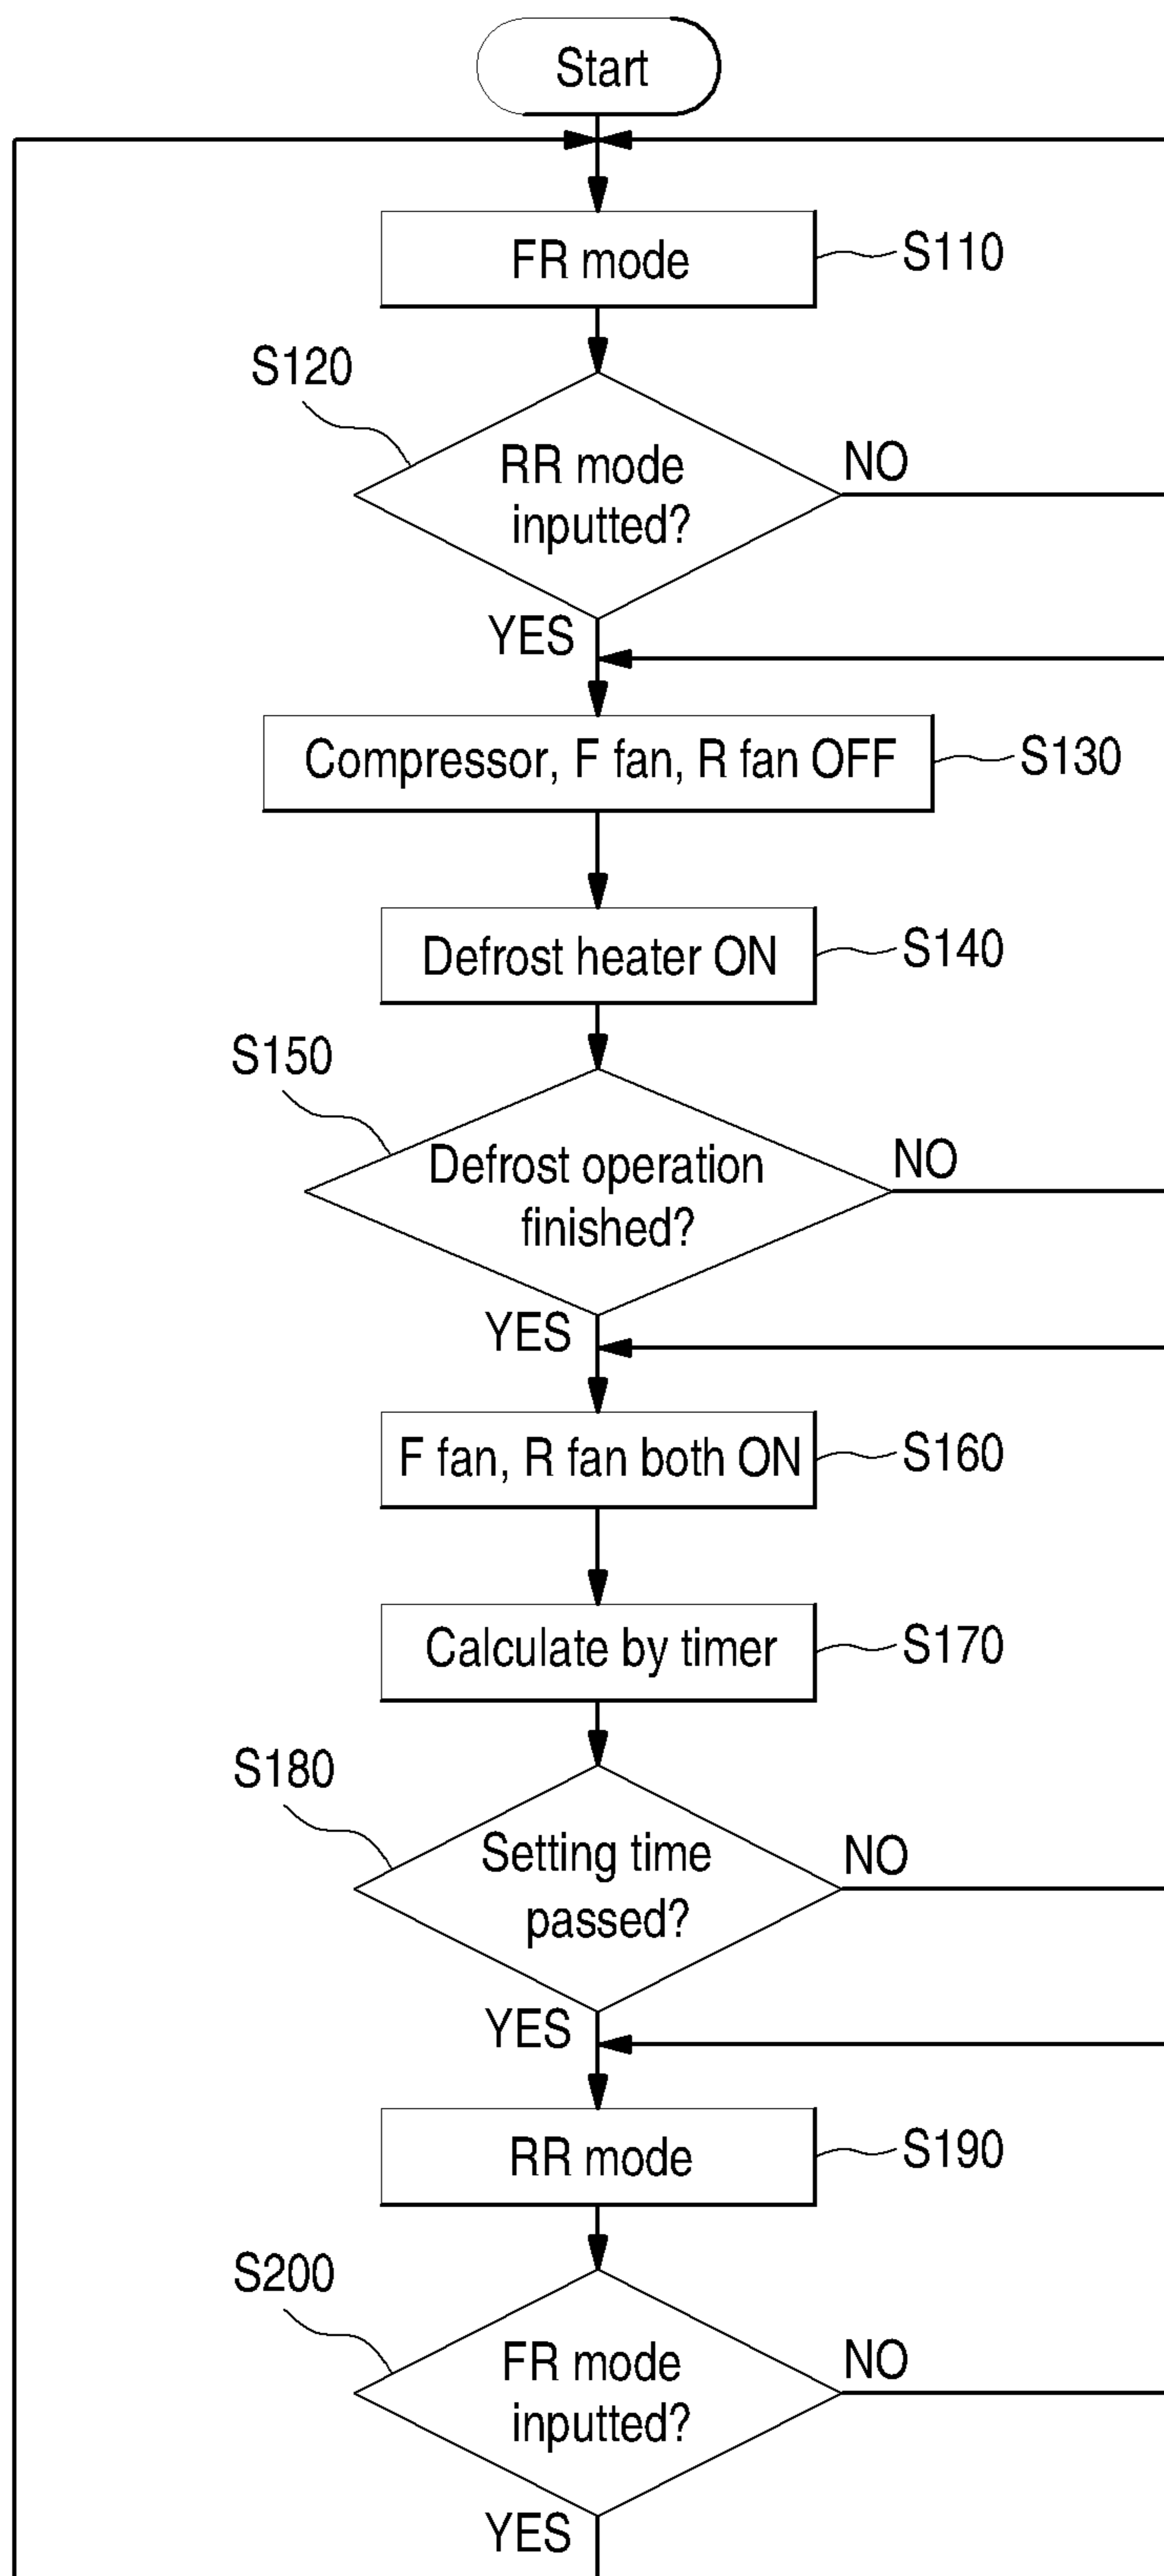 Start
FR mode
S110
S120
RR mode
inputted?
NO
YES
Compressor, F fan, R fan OFF
S130
Defrost heater ON
S140
S150
Defrost operation
finished?
NO
YES
F fan, R fan both ON
S160
Calculate by timer
S170
S180
Setting time
passed?
NO
YES
RR mode
S190
S200
FR mode
inputted?
NO
YES